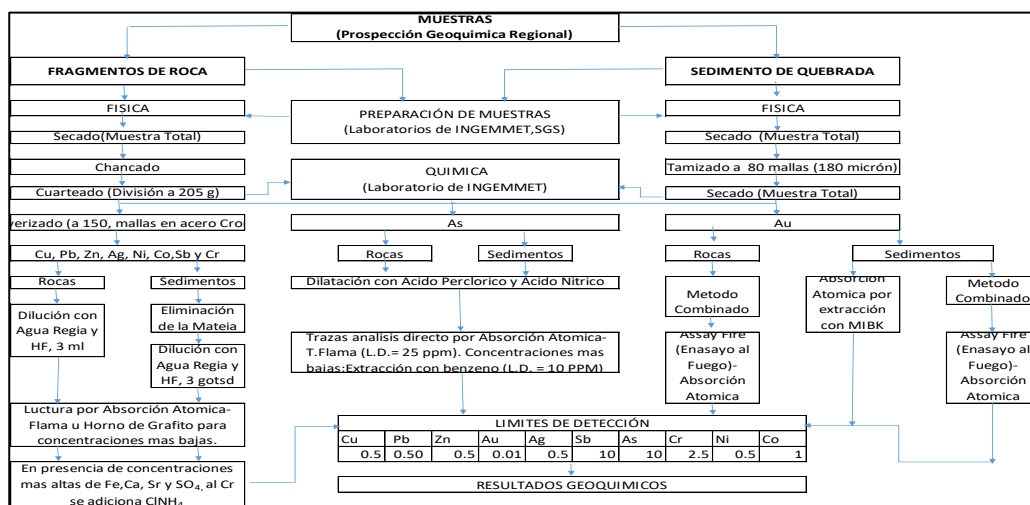 MUESTRAS
(Prospección Geoquimica Regional)
FRAGMENTOS DE ROCA
SEDIMENTO DE QUEBRADA
FISICA
PREPARACIÓN DE MUESTRAS
(Laboratorios de INGEMMET,SGS)
FISICA
Secado(Muestra Total)
Secado (Muestra Total)
Chancado
QUIMICA
(Laboratorio de INGEMMET)
Tamizado a 80 mallas (180 micrón)
Cuarteado (División a 205 g)
Secado (Muestra Total)
verizado (a 150, mallas en acero Cro
As
Au
Cu, Pb, Zn, Ag, Ni, Co,Sb y Cr
Rocas
Sedimentos
Rocas
Sedimentos
Rocas
Sedimentos
Dilatación con Acido Perclorico y Acido Nitrico
Metodo
Combinado
Absorción
Atomica por
extracción
con MIBK
Metodo
Combinado
Dilución con
Agua Regia y
HF, 3 ml
Eliminación
de la Mateia
Dilución con
Agua Regia y
HF, 3 gotsd
Trazas analisis directo por Absorción Atomica-
T.Flama (L.D.= 25 ppm). Concentraciones mas
bajas:Extracción con benzeno (L.D. = 10 PPM)
Assay Fire
(Enasayo al
Fuego)-
Absorción
Atomica
Assay Fire
(Enasayo al
Fuego)-
Absorción
Atomica
Luctura por Absorción Atomica-
Flama u Horno de Grafito para
concentraciones mas bajas.
LIMITES DE DETECCIÓN
Cu Pb Zn Au Ag Sb As Cr Ni Co
0.5 0.50 0.5 0.01 0.5 10 10 2.5 0.5 1
En presencia de concentraciones
mas altas de Fe,Ca, Sr y SO4, al Cr
se adiciona ClNH4
RESULTADOS GEOQUIMICOS